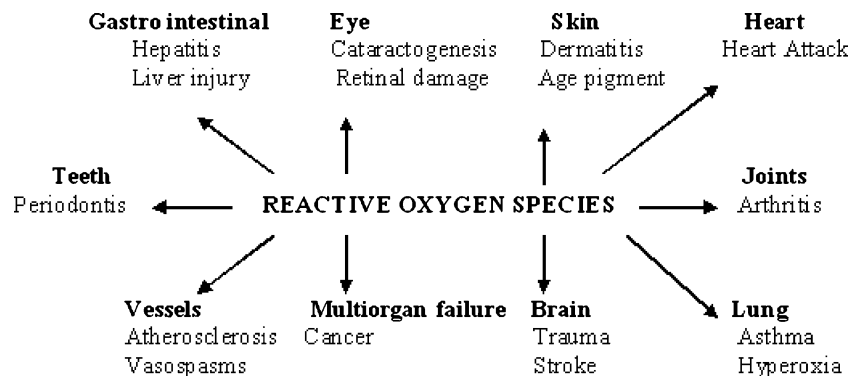 Gastro intestinal
Hepatitis
Liver injury
Eye
Cataractogenesis
Retinal damage
Skin
Dermatitis
Age pigment
Heart
Heart Attack
Teeth
Periodontis
REACTIVE OXYGEN SPECIES
Joints
Arthritis
Vessels
Atherosclerosis
Vasospasms
Multiorgan failure
Cancer
Brain
Trauma
Stroke
Lung
Asthma
Hyperoxia